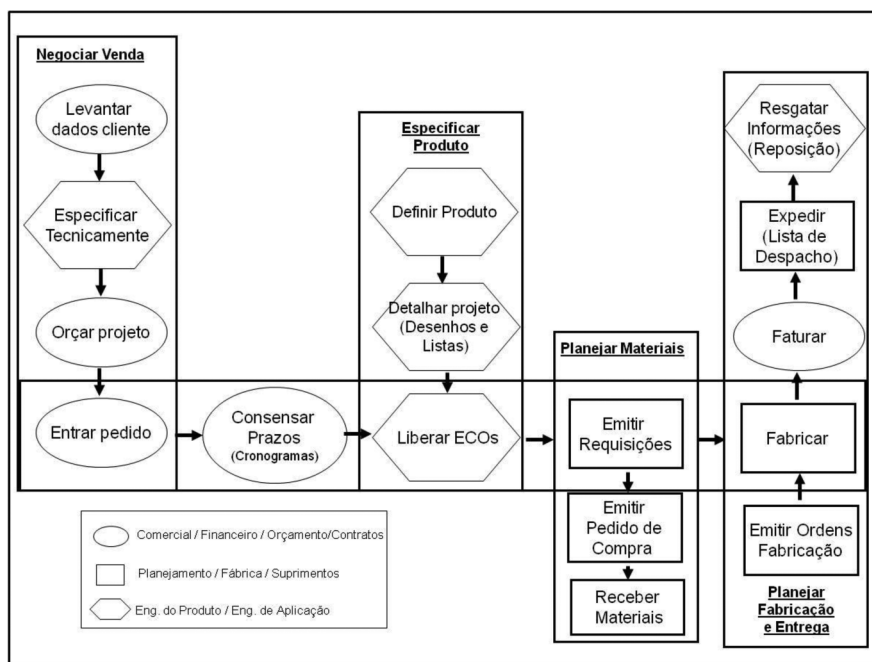 Negociar Venda
Levantar
dados cliente
Especificar
Tecnicamente
Orçar projeto
Entrar pedido
Consensar
Prazos
(Cronogramas)
Especificar
Produto
Definir Produto
Detalhar projeto
(Desenhos e
Listas)
Liberar ECOs
Planejar Materiais
Emitir
Requisições
Emitir
Pedido de
Compra
Receber
Materiais
Resgatar
Informações
(Reposição)
Expedir
(Lista de
Despacho)
Faturar
Fabricar
Emitir Ordens
Fabricação
Planejar
Fabricação
e Entrega
Comercial / Financeiro / Orçamento/Contratos
Planejamento / Fábrica / Suprimentos
Eng. do Produto / Eng. de Aplicação